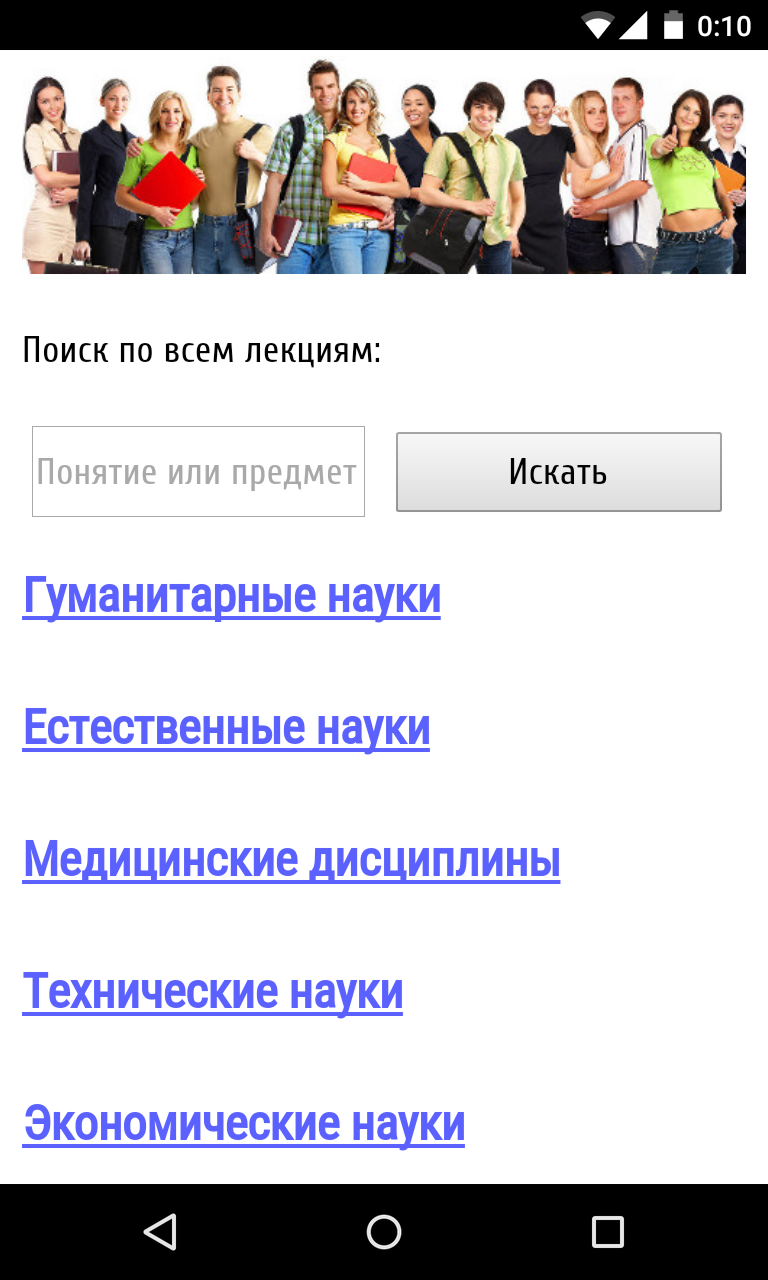 0:10
Поиск по всем лекциям:
Понятие или предмет
Искать
Гуманитарные науки
Естественные науки
Медицинские дисциплины
Технические науки
Экономические науки